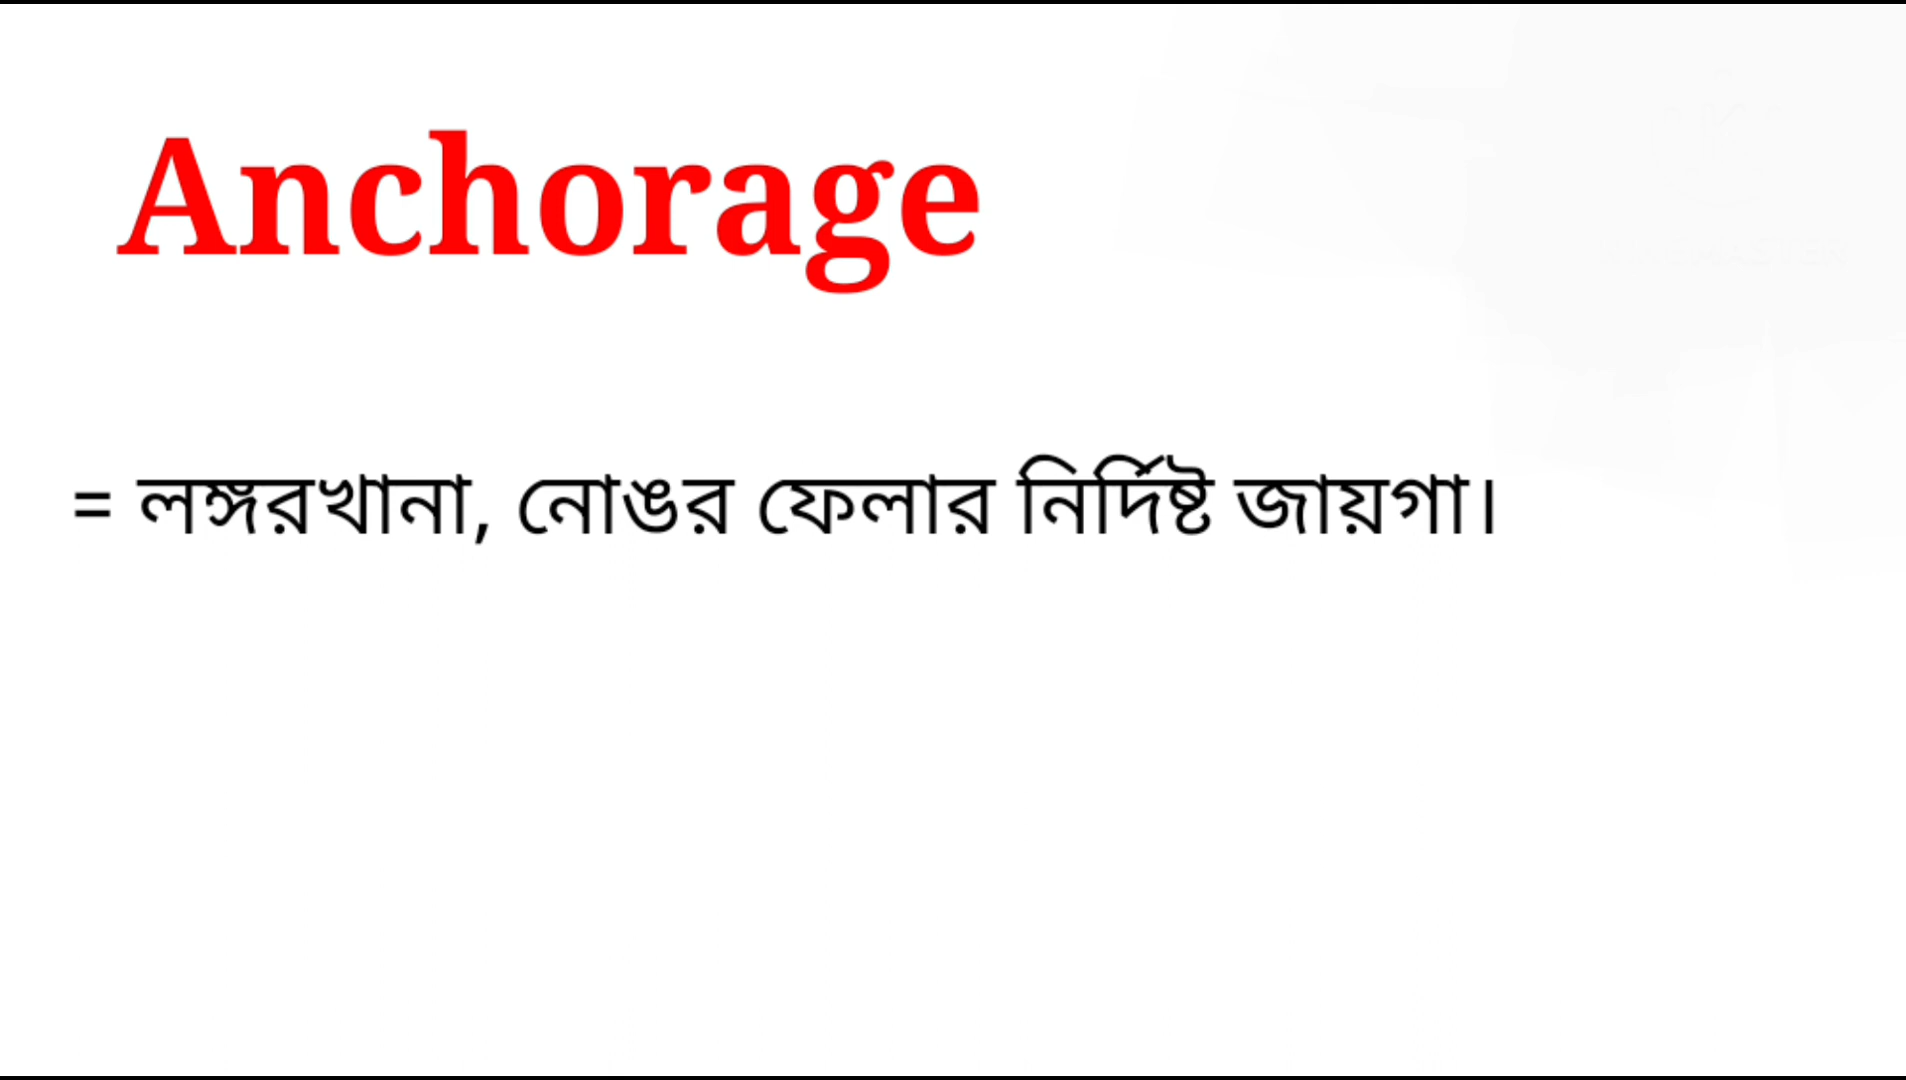 Anchorage
= লঙ্গরখানা, নোঙর ফেলার নির্দিষ্ট জায়গা।